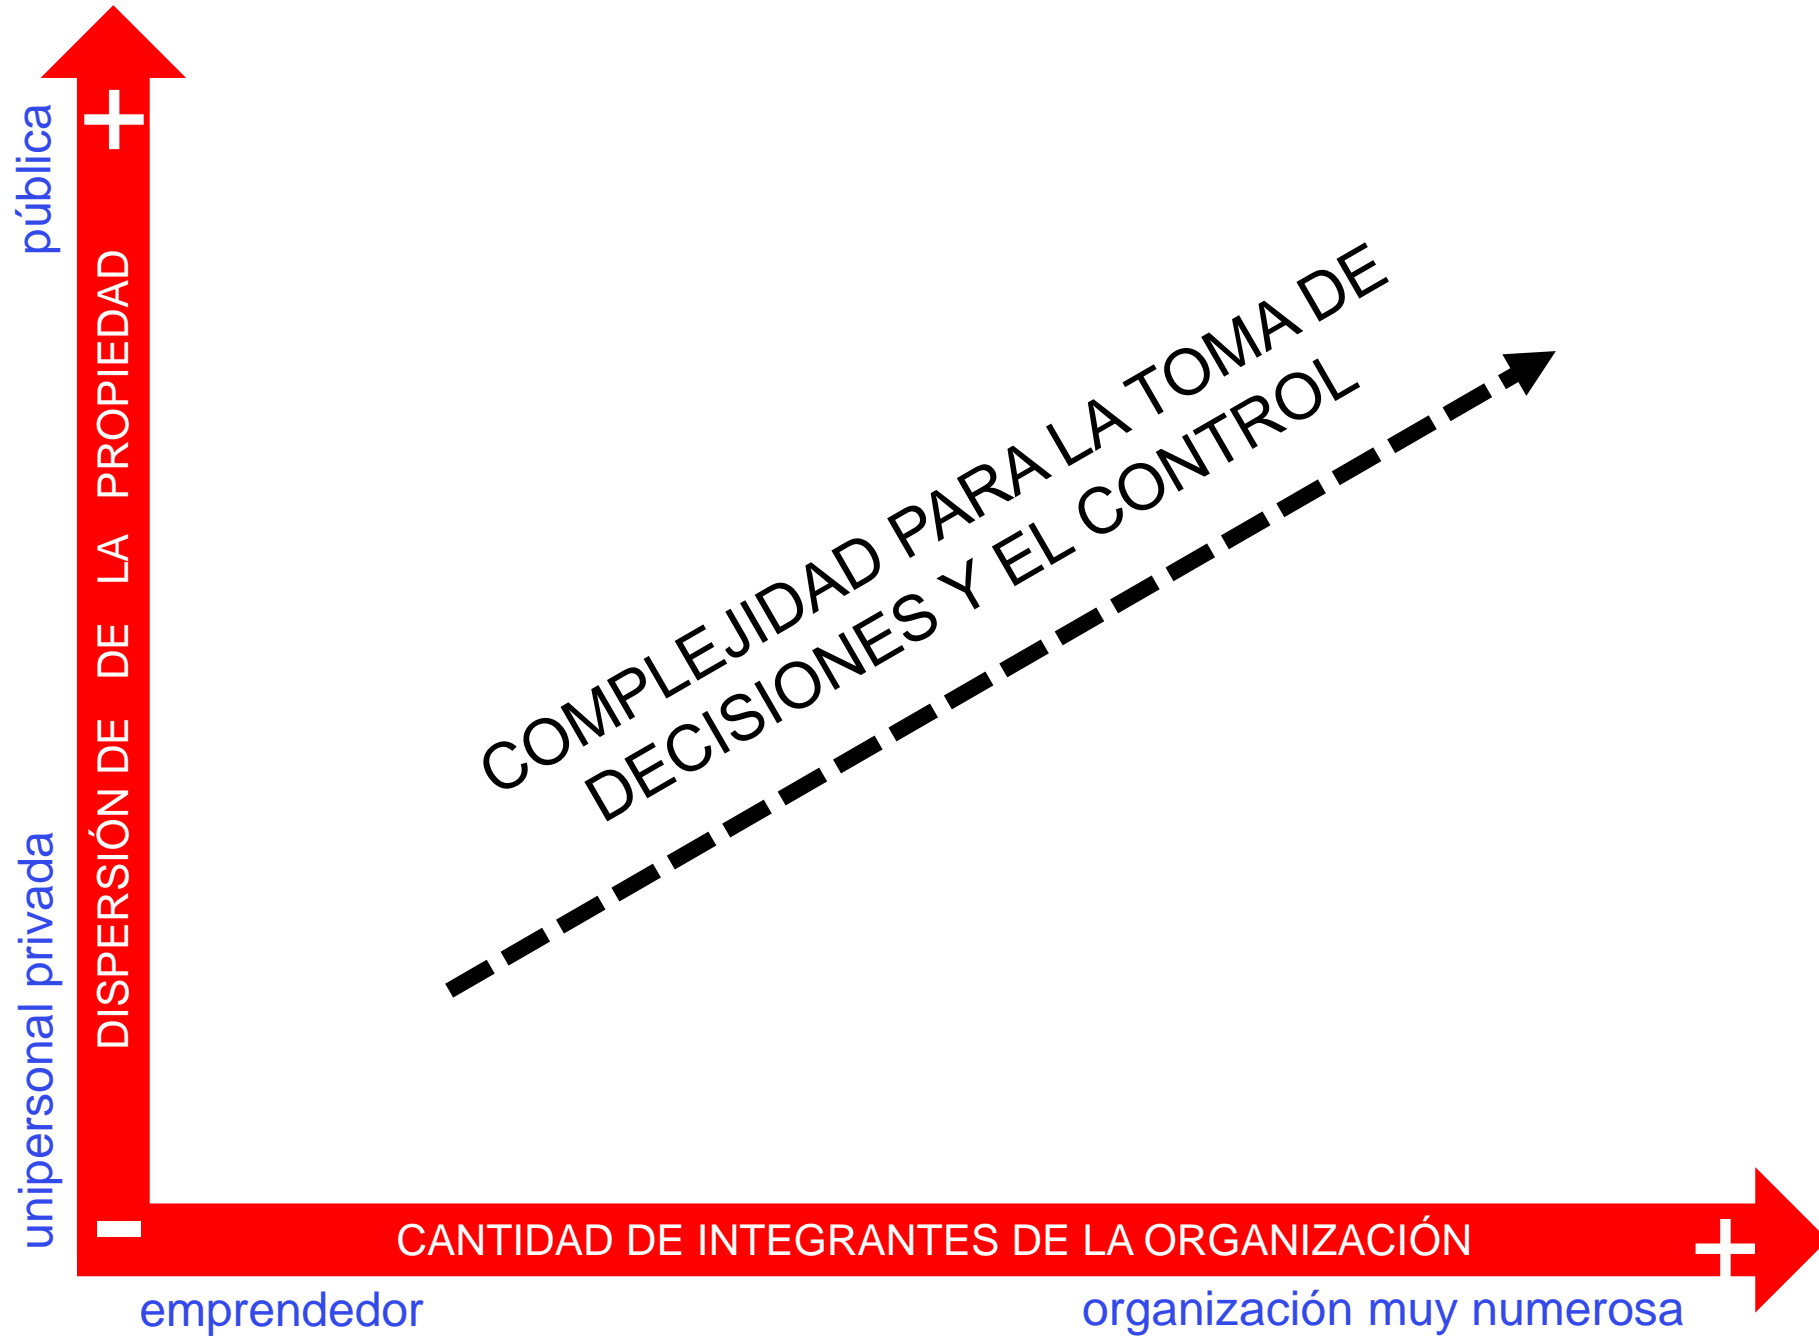 +
pública
DISPERSIÓN DE DE LA PROPIEDAD
unipersonal privada
COMPLEJIDAD PARA LA TOMA DE
DECISIONES Y EL CONTROL
-
CANTIDAD DE INTEGRANTES DE LA ORGANIZACIÓN
+
emprendedor
organización muy numerosa